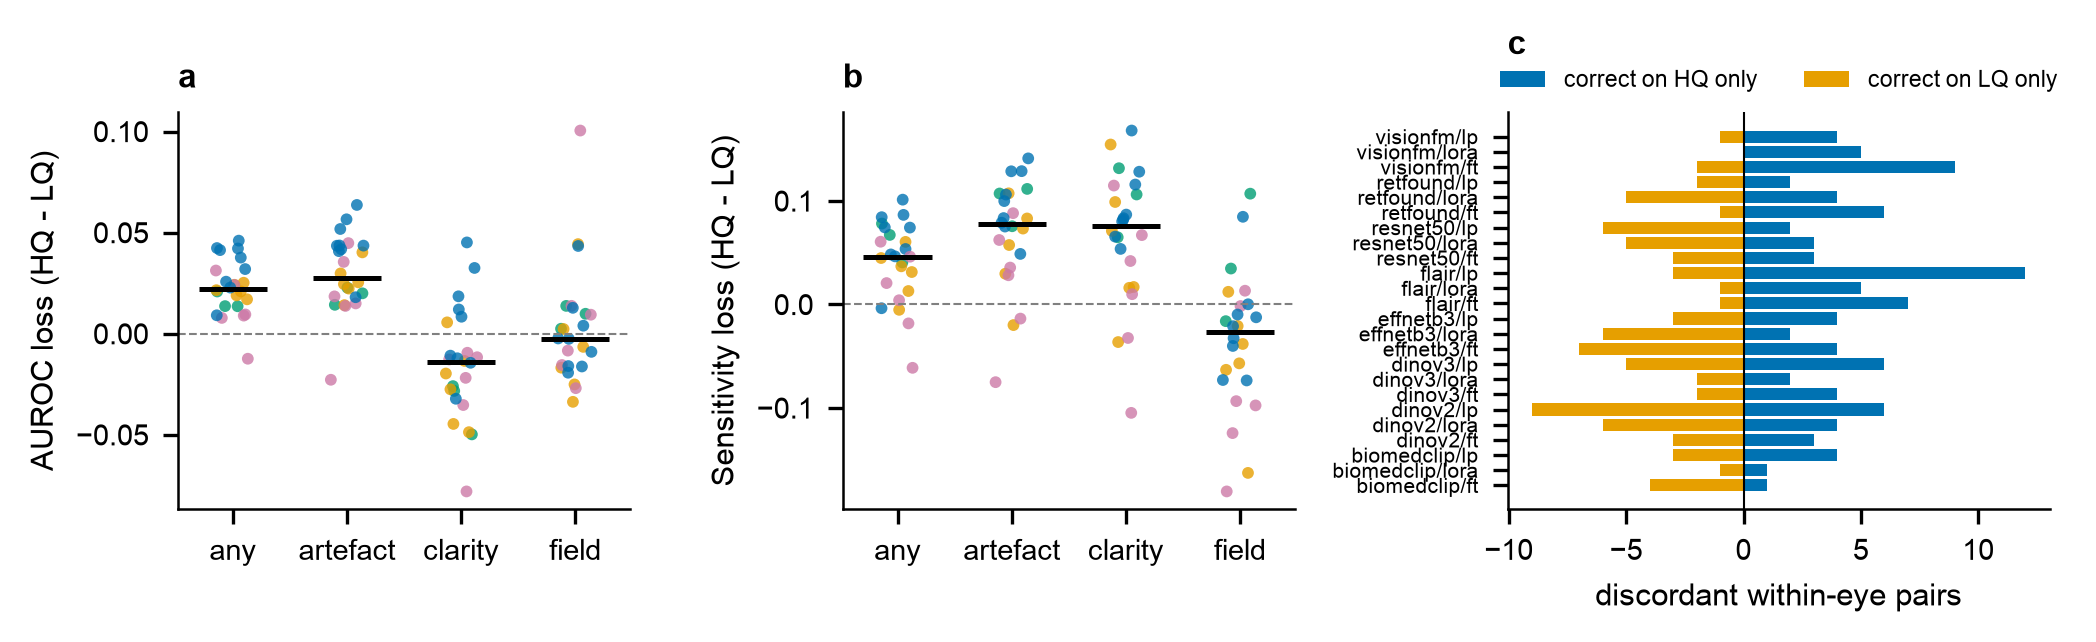 a
AUROC loss (HQ - LQ)
0.10
0.05
0.00
−0.05
any
artefact
clarity
field
b
Sensitivity loss (HQ - LQ)
0.1
0.0
−0.1
any
artefact
clarity
field
c
correct on HQ only
correct on LQ only
visionfm/lp
visionfm/lora
visionfm/ft
retfound/lp
retfound/lora
retfound/ft
resnet50/lp
resnet50/lora
resnet50/ft
flair/lp
flair/lora
flair/ft
effnetb3/lp
effnetb3/lora
effnetb3/ft
dinov3/lp
dinov3/lora
dinov3/ft
dinov2/lp
dinov2/lora
dinov2/ft
biomedclip/lp
biomedclip/lora
biomedclip/ft
−10
−5
0
5
10
discordant within-eye pairs